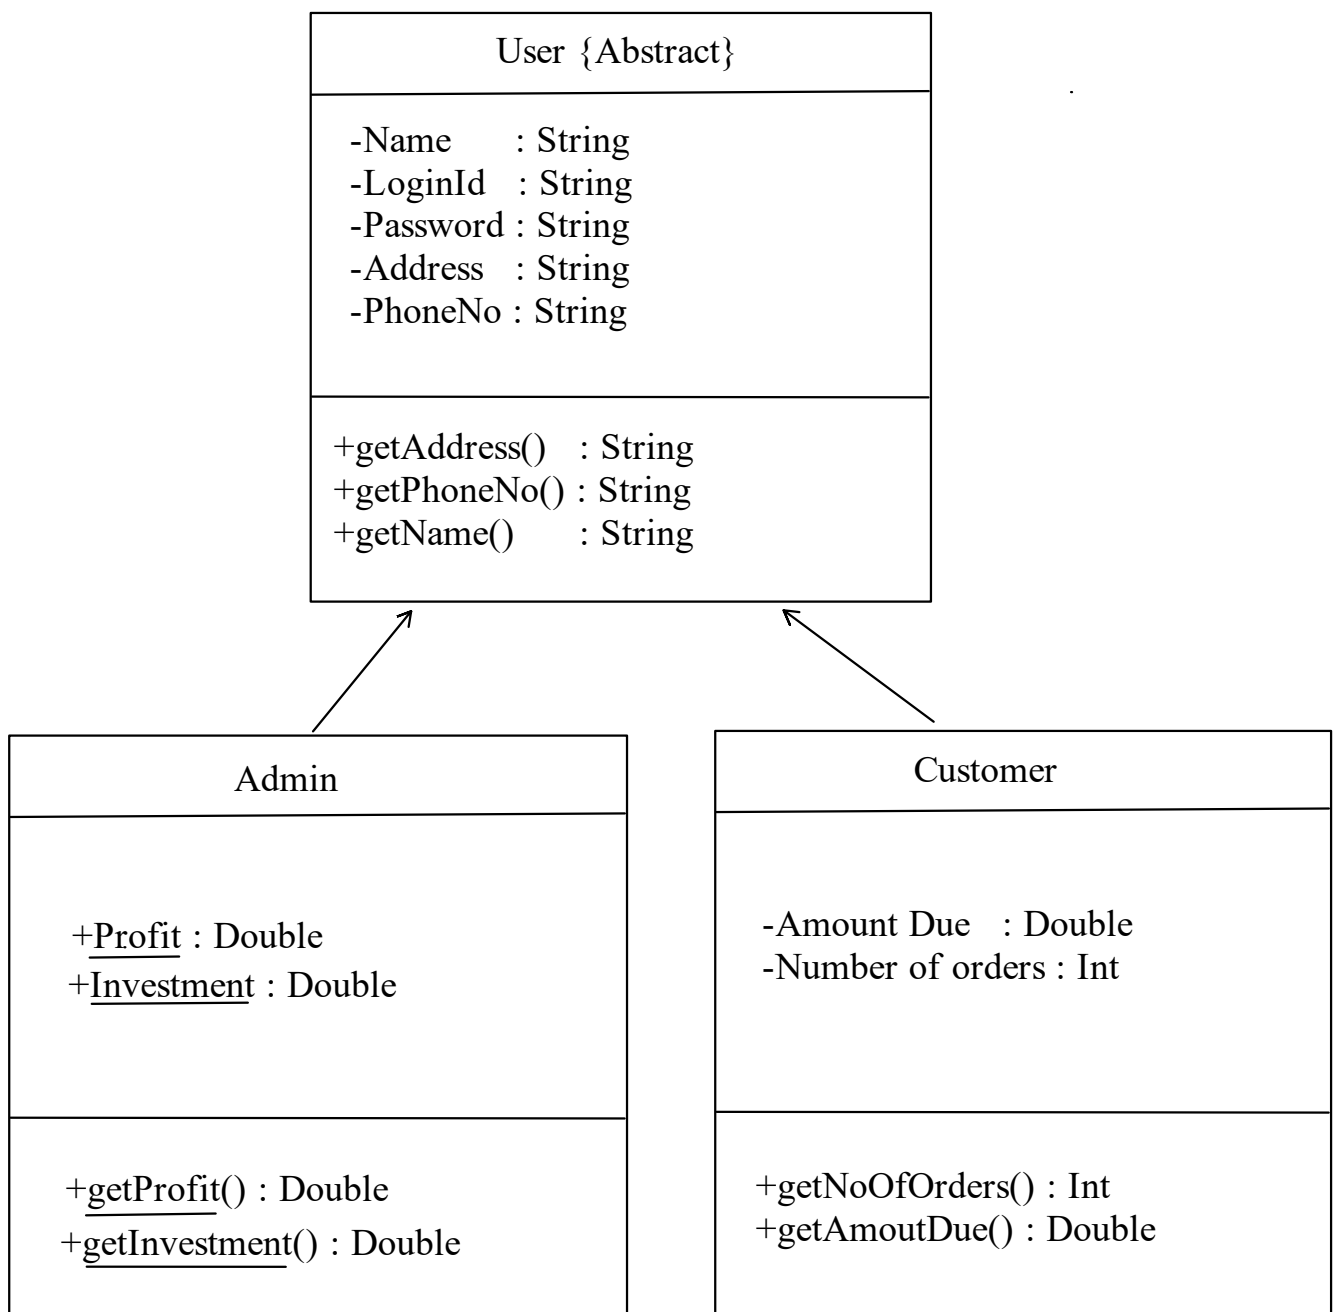 User {Abstract}
-Name : String
-LoginId : String
-Password : String
-Address : String
-PhoneNo : String
+getAddress() : String
+getPhoneNo() : String
+getName() : String
Admin
+Profit : Double
+Investment : Double
+getProfit() : Double
+getInvestment() : Double
Customer
-Amount Due : Double
-Number of orders : Int
+getNoOfOrders() : Int
+getAmoutDue() : Double